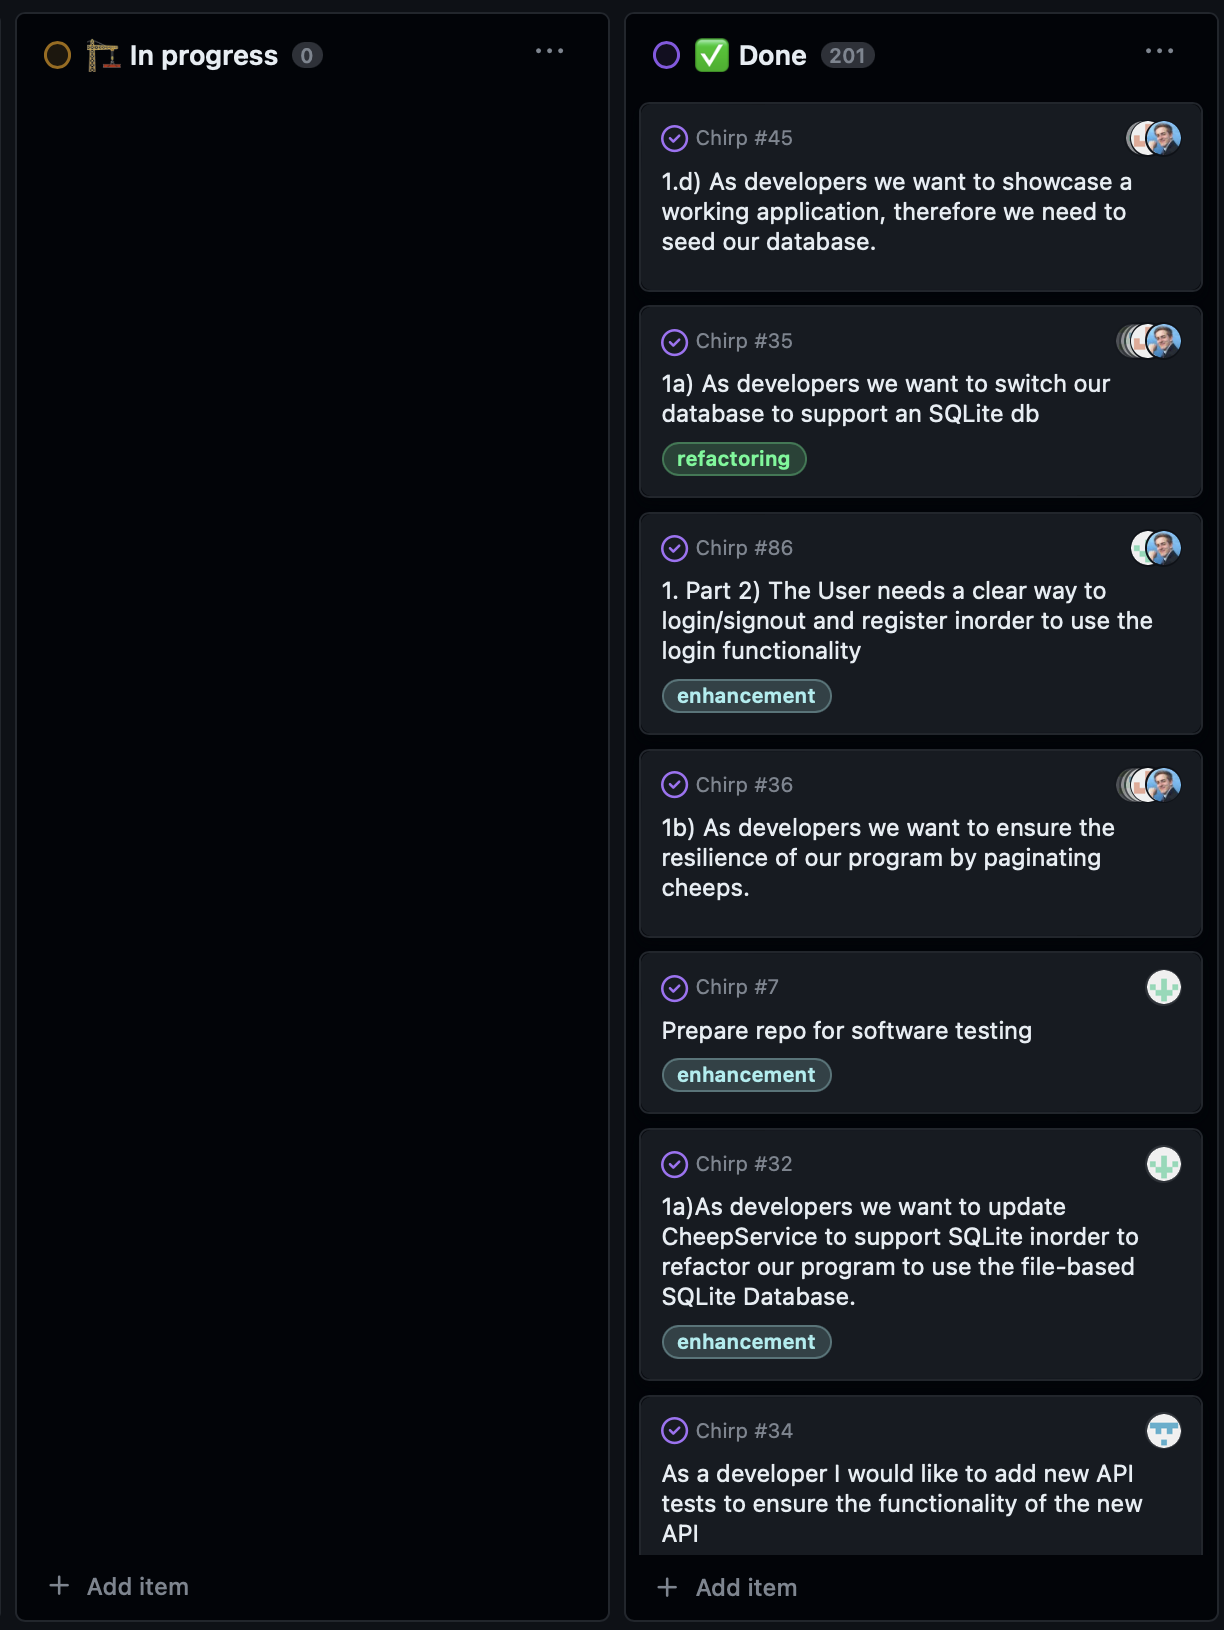 In progress 0
Done 201
Chirp #45
1.d) As developers we want to showcase a
working application, therefore we need to
seed our database.
Chirp #35
1a) As developers we want to switch our
database to support an SQLite db
refactoring
Chirp #86
1. Part 2) The User needs a clear way to
login/signout and register inorder to use the
login functionality
enhancement
Chirp #36
1b) As developers we want to ensure the
resilience of our program by paginating
cheeps.
Chirp #7
Prepare repo for software testing
enhancement
Chirp #32
1a)As developers we want to update
CheepService to support SQLite inorder to
refactor our program to use the file-based
SQLite Database.
enhancement
Chirp #34
As a developer I would like to add new API
tests to ensure the functionality of the new
API
+ Add item
+ Add item